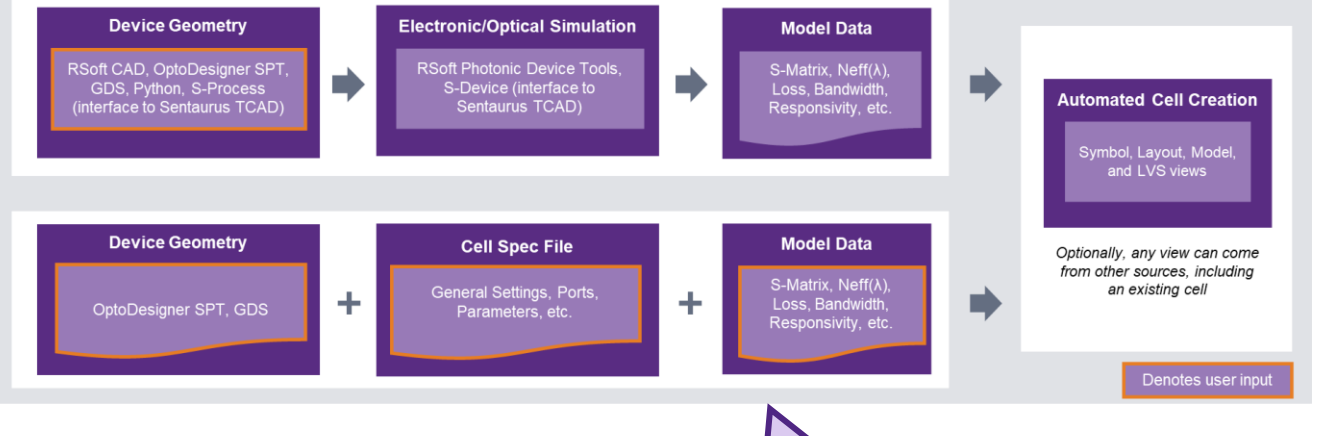 Device Geometry
RSoft CAD, OptoDesigner SPT,
GDS, Python, S-Process
(interface to Sentaurus TCAD)
Electronic/Optical Simulation
RSoft Photonic Device Tools,
S-Device (interface to
Sentaurus TCAD)
Model Data
S-Matrix, Neff(λ),
Loss, Bandwidth,
Responsivity, etc.
Device Geometry
OptoDesigner SPT, GDS
+
Cell Spec File
General Settings, Ports,
Parameters, etc.
+
Model Data
S-Matrix, Neff(λ),
Loss, Bandwidth,
Responsivity, etc.
Automated Cell Creation
Symbol, Layout, Model,
and LVS views
Optionally, any view can come
from other sources, including
an existing cell
Denotes user input